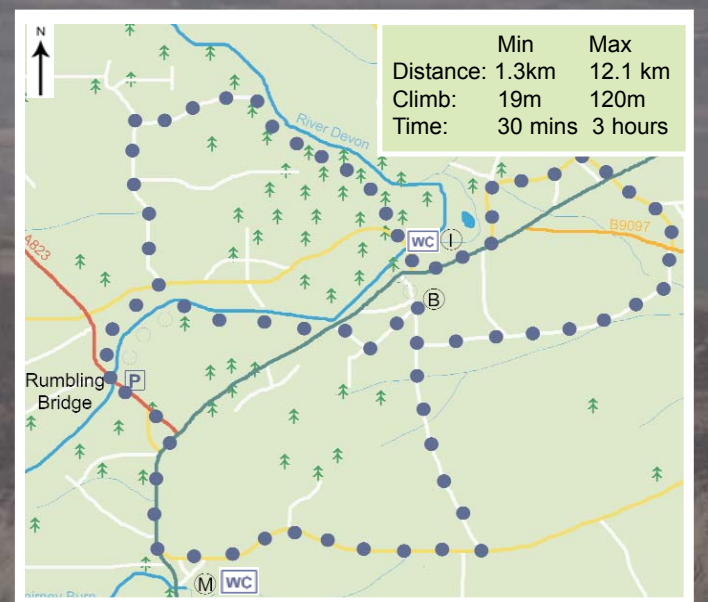 N
Min Max
Distance: 1.3km 12.1 km
Climb: 19m 120m
Time: 30 mins 3 hours
River Devon
A823
WC I
B9097
B
Rumbling P
Bridge
M WC
Burn